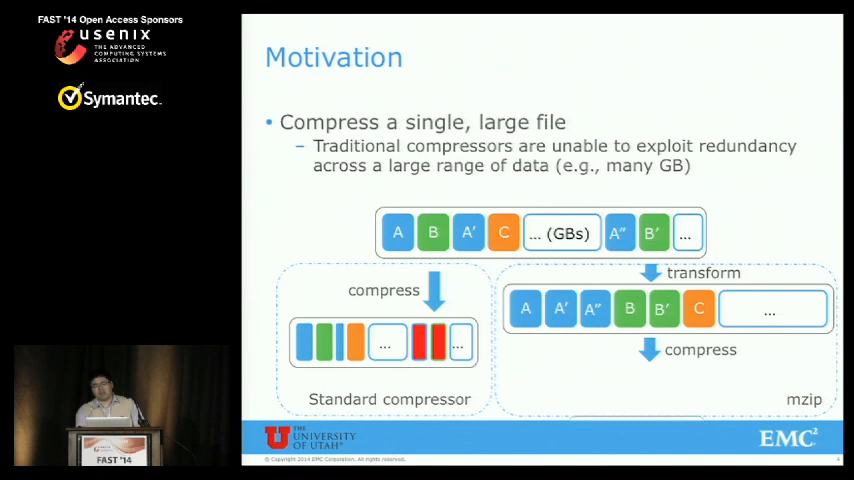 FAST '14 Open Access Sponsors
usenix
THE ADVANCED
COMPUTING SYSTEMS
ASSOCIATION
Symantec.
Motivation
• Compress a single, large file
– Traditional compressors are unable to exploit redundancy
across a large range of data (e.g., many GB)
A B A' C ... (GBs) A'' B' ...
transform
compress
A A' A'' B B' C ...
... ...
compress
Standard compressor
mzip
THE
UNIVERSITY
OF UTAH
EMC²
© Copyright 2014 EMC Corporation. All rights reserved.
4
FAST '14